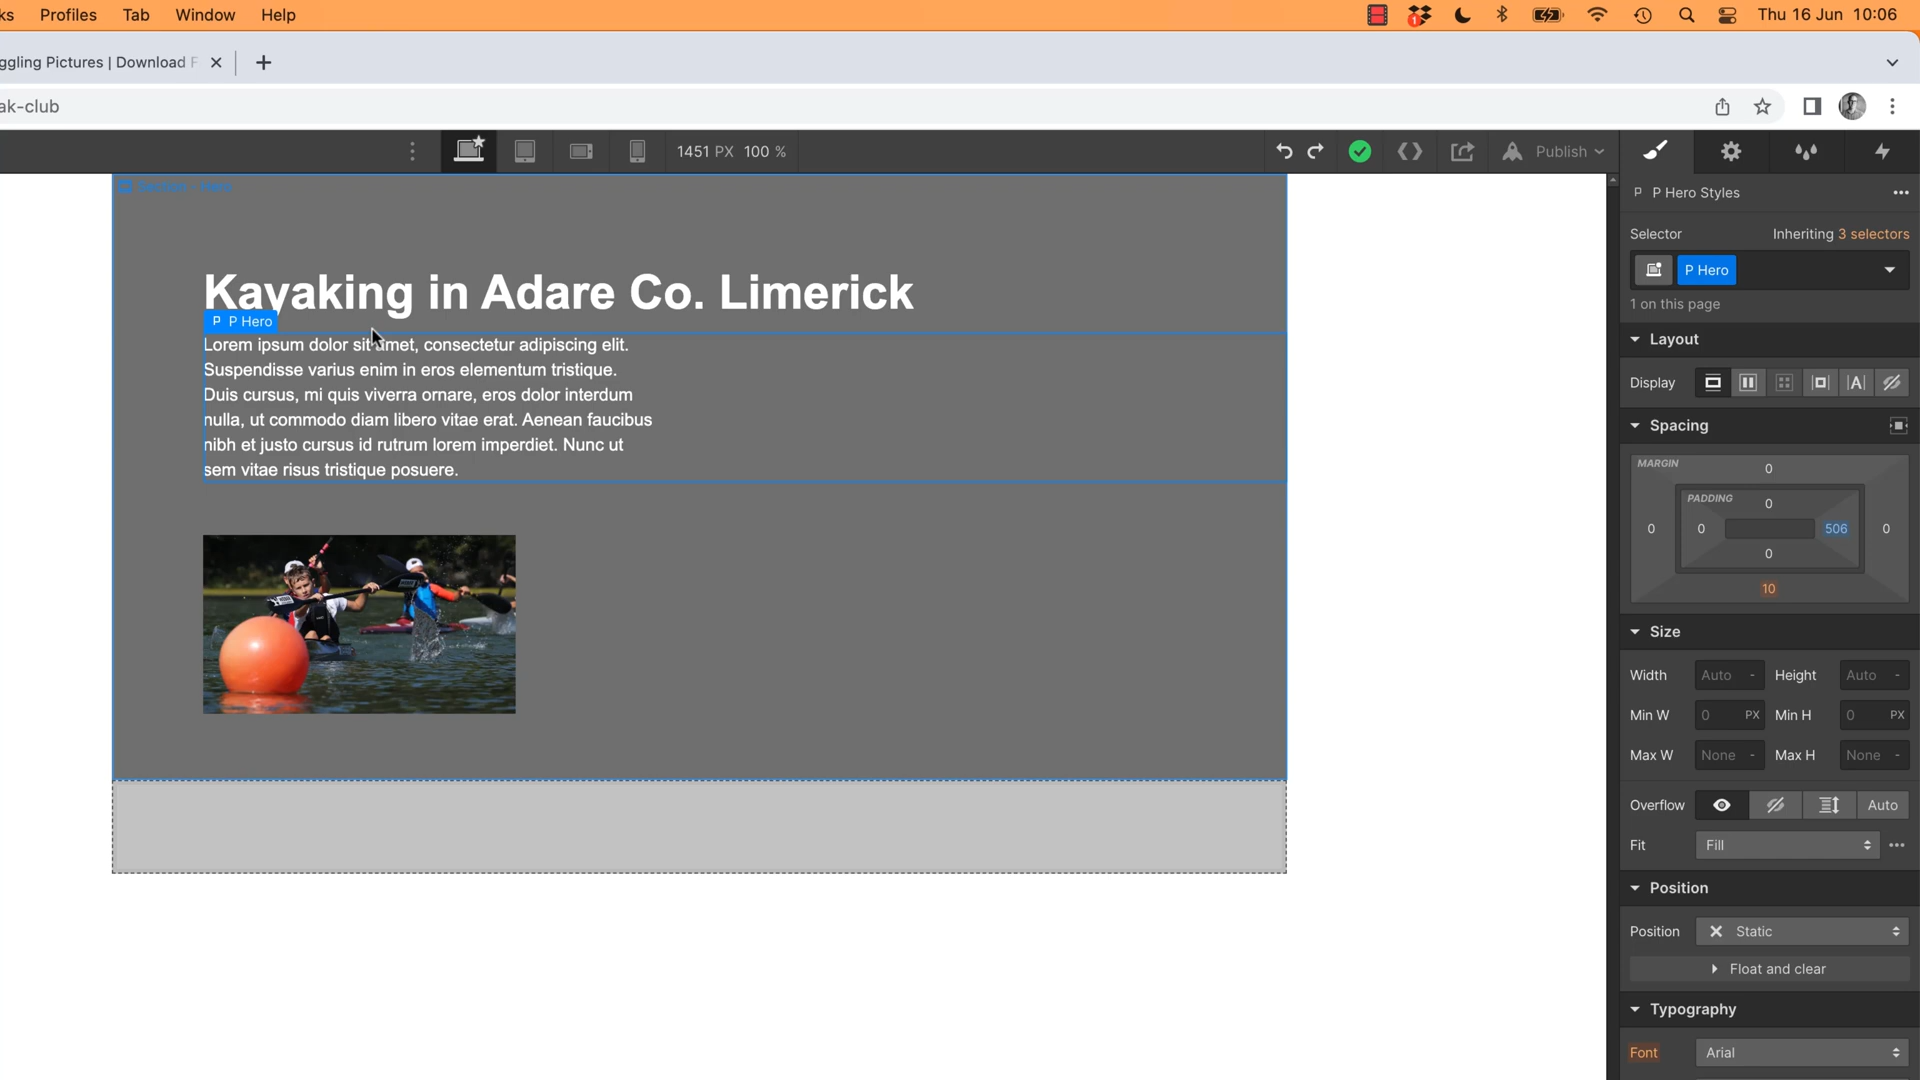 ks Profiles Tab Window Help
1
Thu 16 Jun 10:06
ggling Pictures | Download F
ak-club
1451 PX 100 %
Publish
P P Hero Styles
Selector Inheriting 3 selectors
P Hero
1 on this page
Layout
Display
Spacing
MARGIN
0
PADDING
0
0 0 506 0
0
10
Size
Width Auto - Height Auto -
Min W 0 PX Min H 0 PX
Max W None - Max H None -
Overflow Auto
Fit Fill
Position
Position Static
Float and clear
Typography
Font Arial
Section - Hero
Kayaking in Adare Co. Limerick
P P Hero
Lorem ipsum dolor sit amet, consectetur adipiscing elit.
Suspendisse varius enim in eros elementum tristique.
Duis cursus, mi quis viverra ornare, eros dolor interdum
nulla, ut commodo diam libero vitae erat. Aenean faucibus
nibh et justo cursus id rutrum lorem imperdiet. Nunc ut
sem vitae risus tristique posuere.